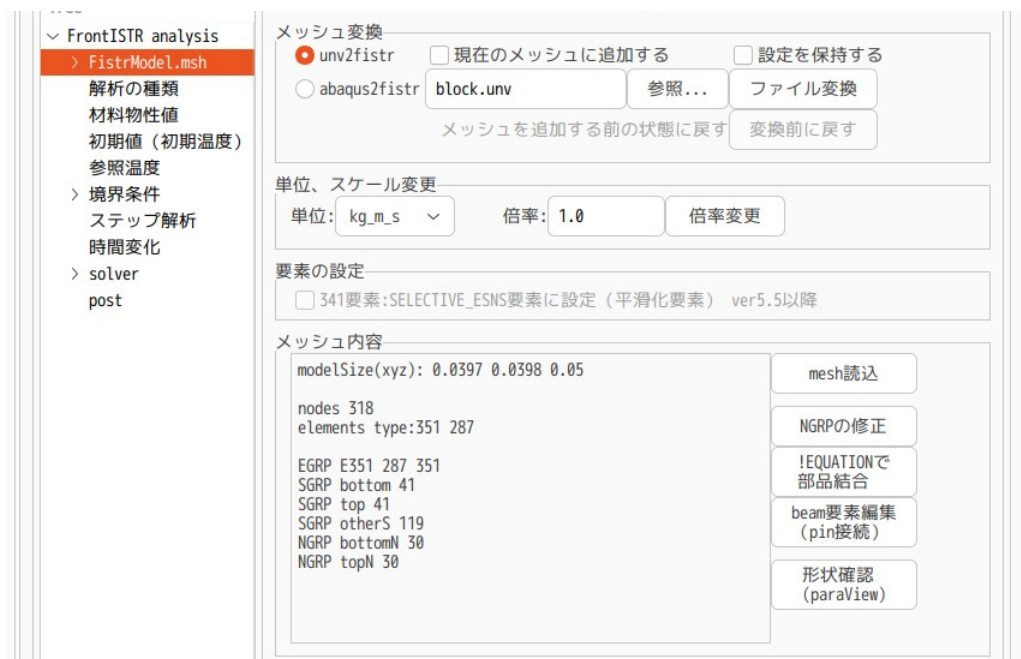 FrontISTR analysis
FistrModel.msh
解析の種類
材料物性値
初期値（初期温度）
参照温度
境界条件
ステップ解析
時間変化
solver
post
メッシュ変換
unv2fistr 現在のメッシュに追加する 設定を保持する
abaqus2fistr block.unv 参照... ファイル変換
メッシュを追加する前の状態に戻す 変換前に戻す
単位、スケール変更
単位: kg_m_s 倍率: 1.0 倍率変更
要素の設定
341要素:SELECTIVE_ESNS要素に設定（平滑化要素） ver5.5以降
メッシュ内容
modelSize(xyz): 0.0397 0.0398 0.05
nodes 318
elements type:351 287
EGRP E351 287 351
SGRP bottom 41
SGRP top 41
SGRP otherS 119
NGRP bottomN 30
NGRP topN 30
mesh読込
NGRPの修正
!EQUATIONで
部品結合
beam要素編集
(pin接続)
形状確認
(paraView)